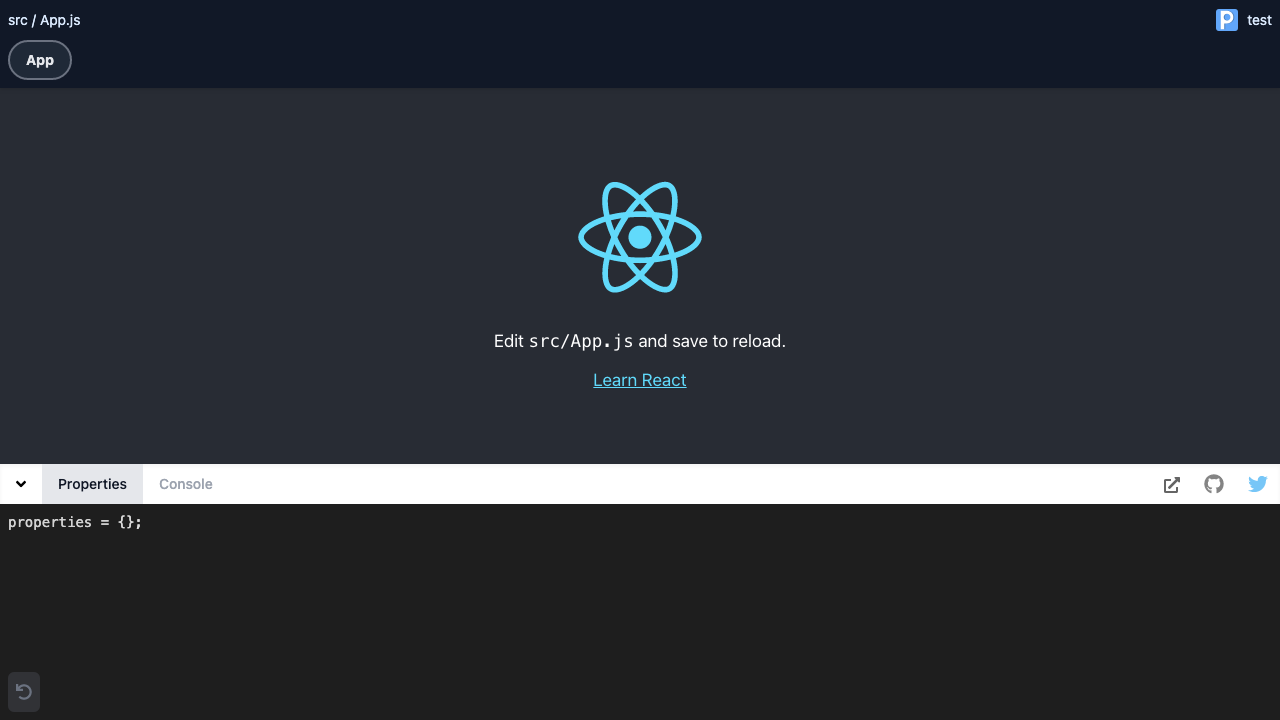 src / App.js
P test
App
Edit src/App.js and save to reload.
Learn React
Properties Console
properties = {};